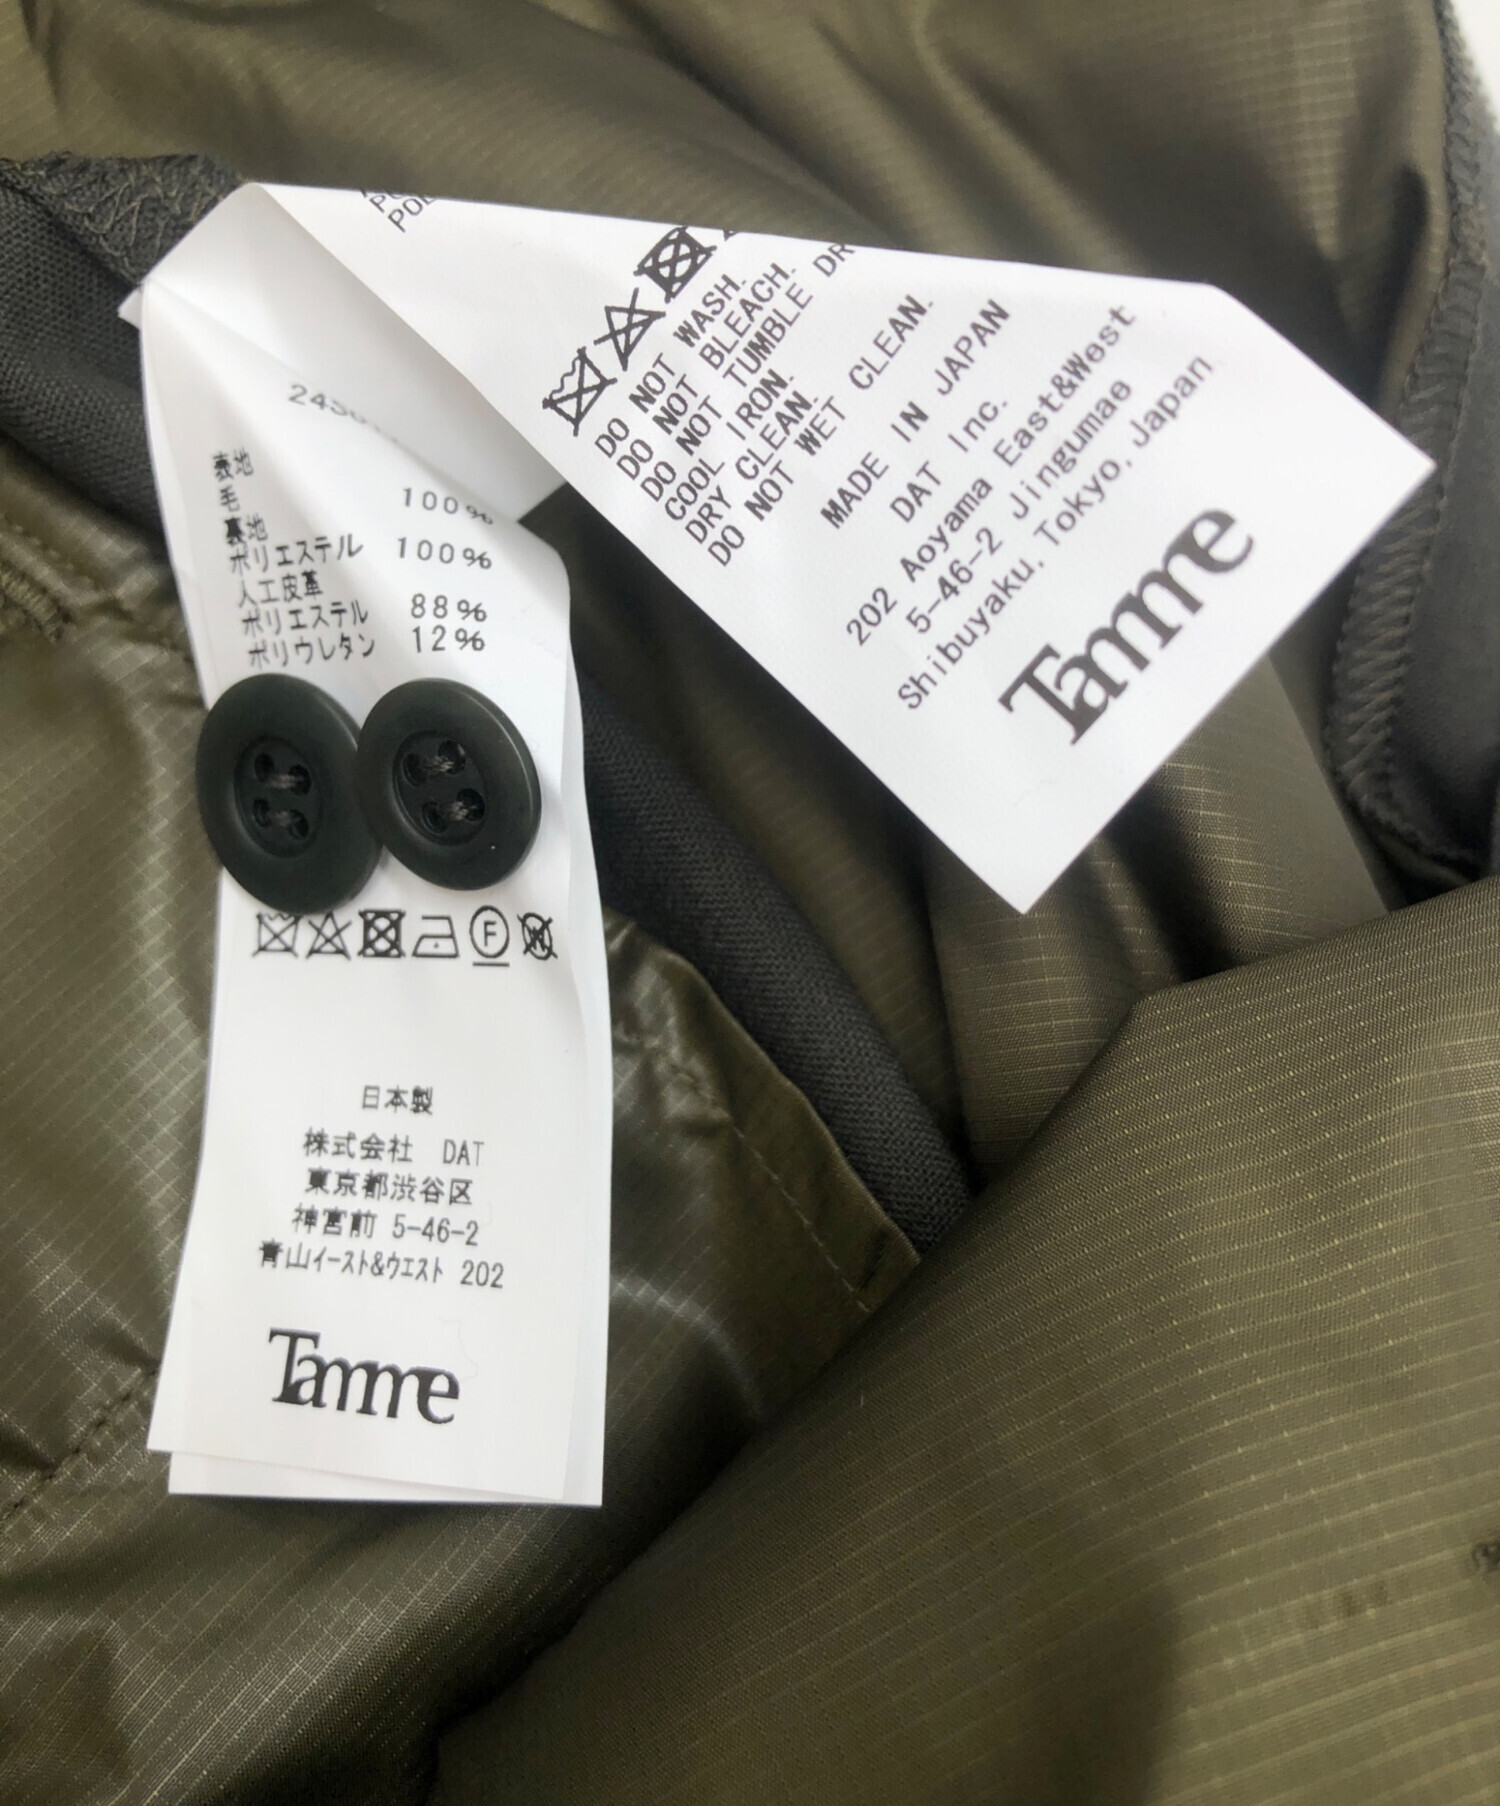 表地
毛 100%
裏地
ポリエステル 100%
人工皮革
ポリエステル 88%
ポリウレタン 12%
F
W
日本製
株式会社 DAT
東京都渋谷区
神宮前 5-46-2
青山イースト&ウエスト 202
Tamme
DO NOT WASH.
DO NOT BLEACH.
DO NOT TUMBLE DR
COOL IRON.
DRY CLEAN.
DO NOT WET CLEAN.
MADE IN JAPAN
DAT Inc.
202 Aoyama East&West
5-46-2 Jingumae
Shibuyaku, Tokyo, Japan
Tamme